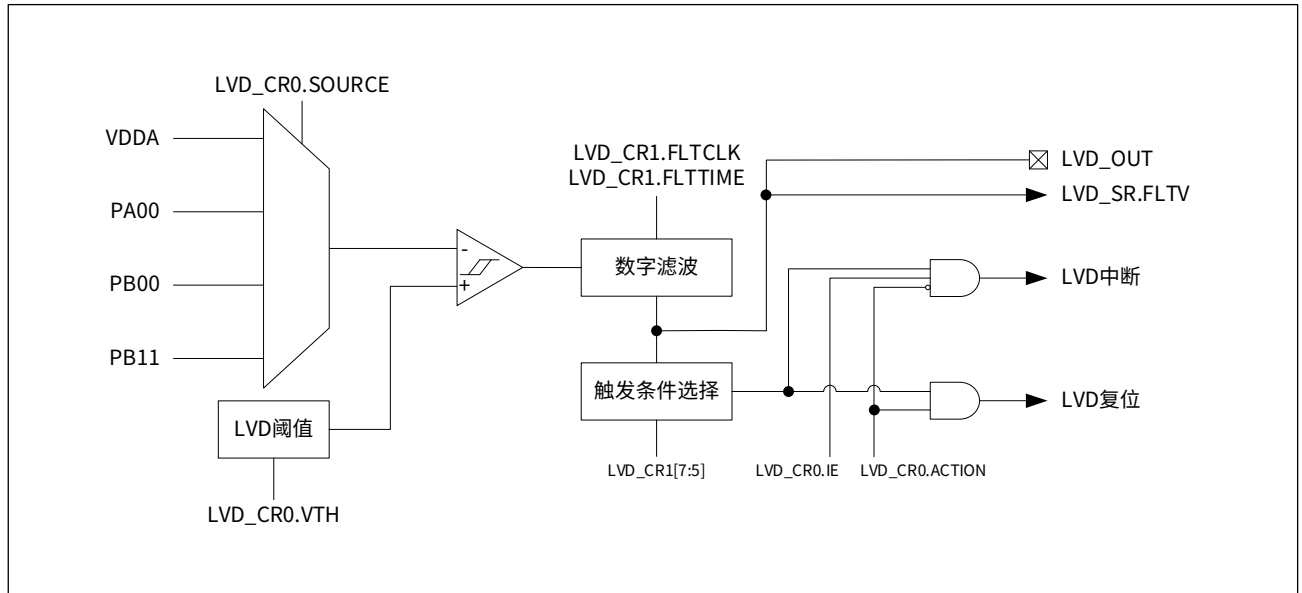 LVD_CR0.SOURCE
VDDA
PA00
PB00
PB11
LVD阈值
LVD_CR0.VTH
-
+
LVD_CR1.FLTCLK
LVD_CR1.FLTTIME
数字滤波
触发条件选择
LVD_CR1[7:5]
LVD_CR0.IE
LVD_CR0.ACTION
LVD_OUT
LVD_SR.FLTV
LVD中断
LVD复位